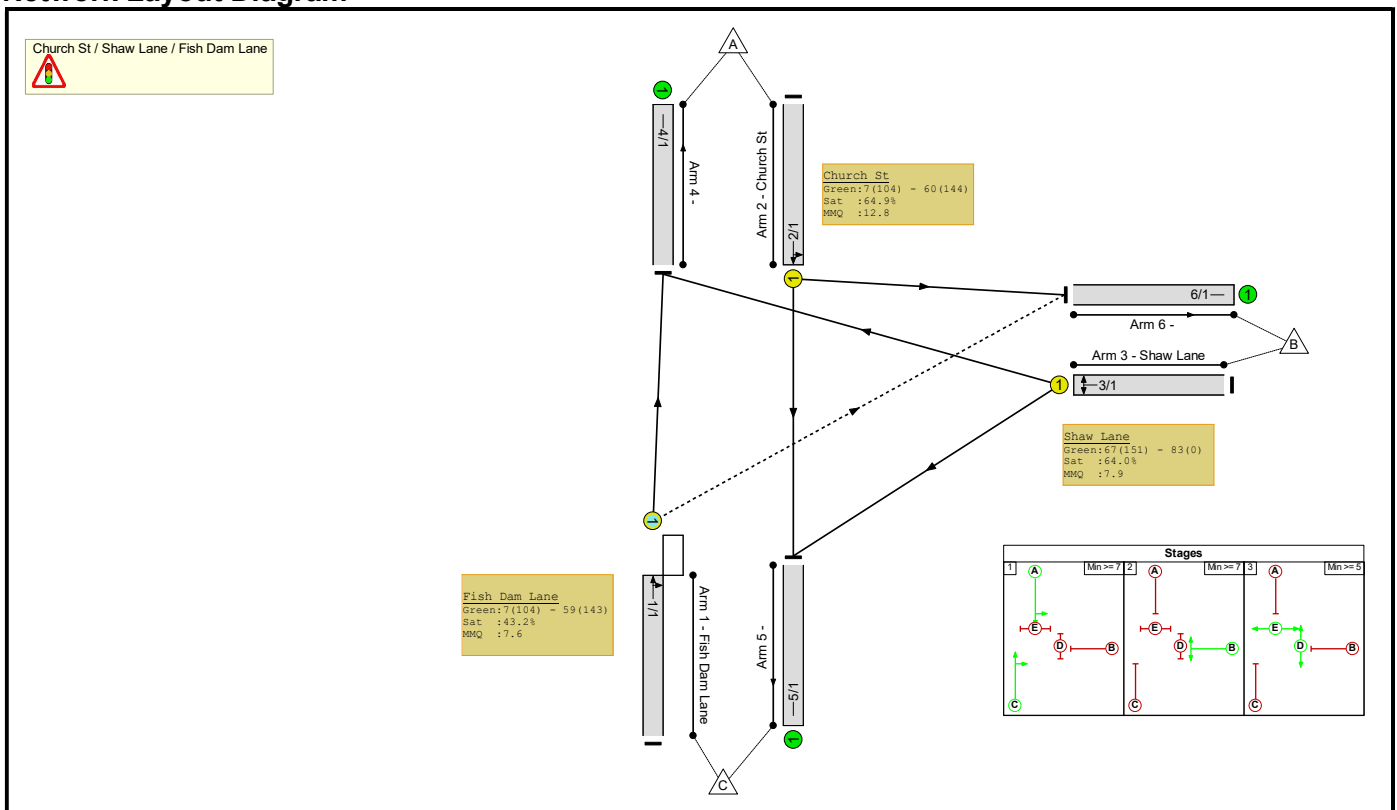 Network Layout Diagram
Church St / Shaw Lane / Fish Dam Lane
A
1
4/1
Arm 4 -
Arm 2 - Church St
2/1
1
Church St
Green:7(104) - 60(144)
Sat :64.9%
MMQ :12.8
6/1
1
Arm 6 -
B
Arm 3 - Shaw Lane
1
3/1
Shaw Lane
Green:67(151) - 83(0)
Sat :64.0%
MMQ :7.9
1
1/1
Arm 1 - Fish Dam Lane
Fish Dam Lane
Green:7(104) - 59(143)
Sat :43.2%
MMQ :7.6
Arm 5 -
5/1
1
C
Stages
1 Min >= 7 2 Min >= 7 3 Min >= 5
A A A
E E E
D B D B D B
C C C